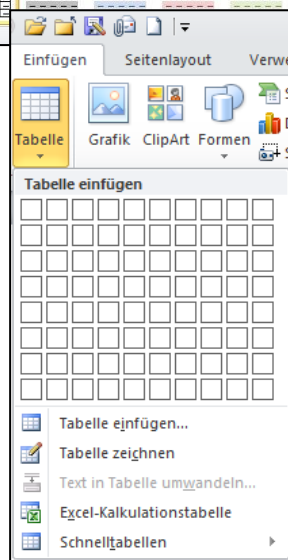 Einfügen Seitenlayout Verwe
Tabelle Grafik ClipArt Formen
Tabelle einfügen
Tabelle einfügen...
Tabelle zeichnen
Text in Tabelle umwandeln...
Excel-Kalkulationstabelle
Schnelltabellen